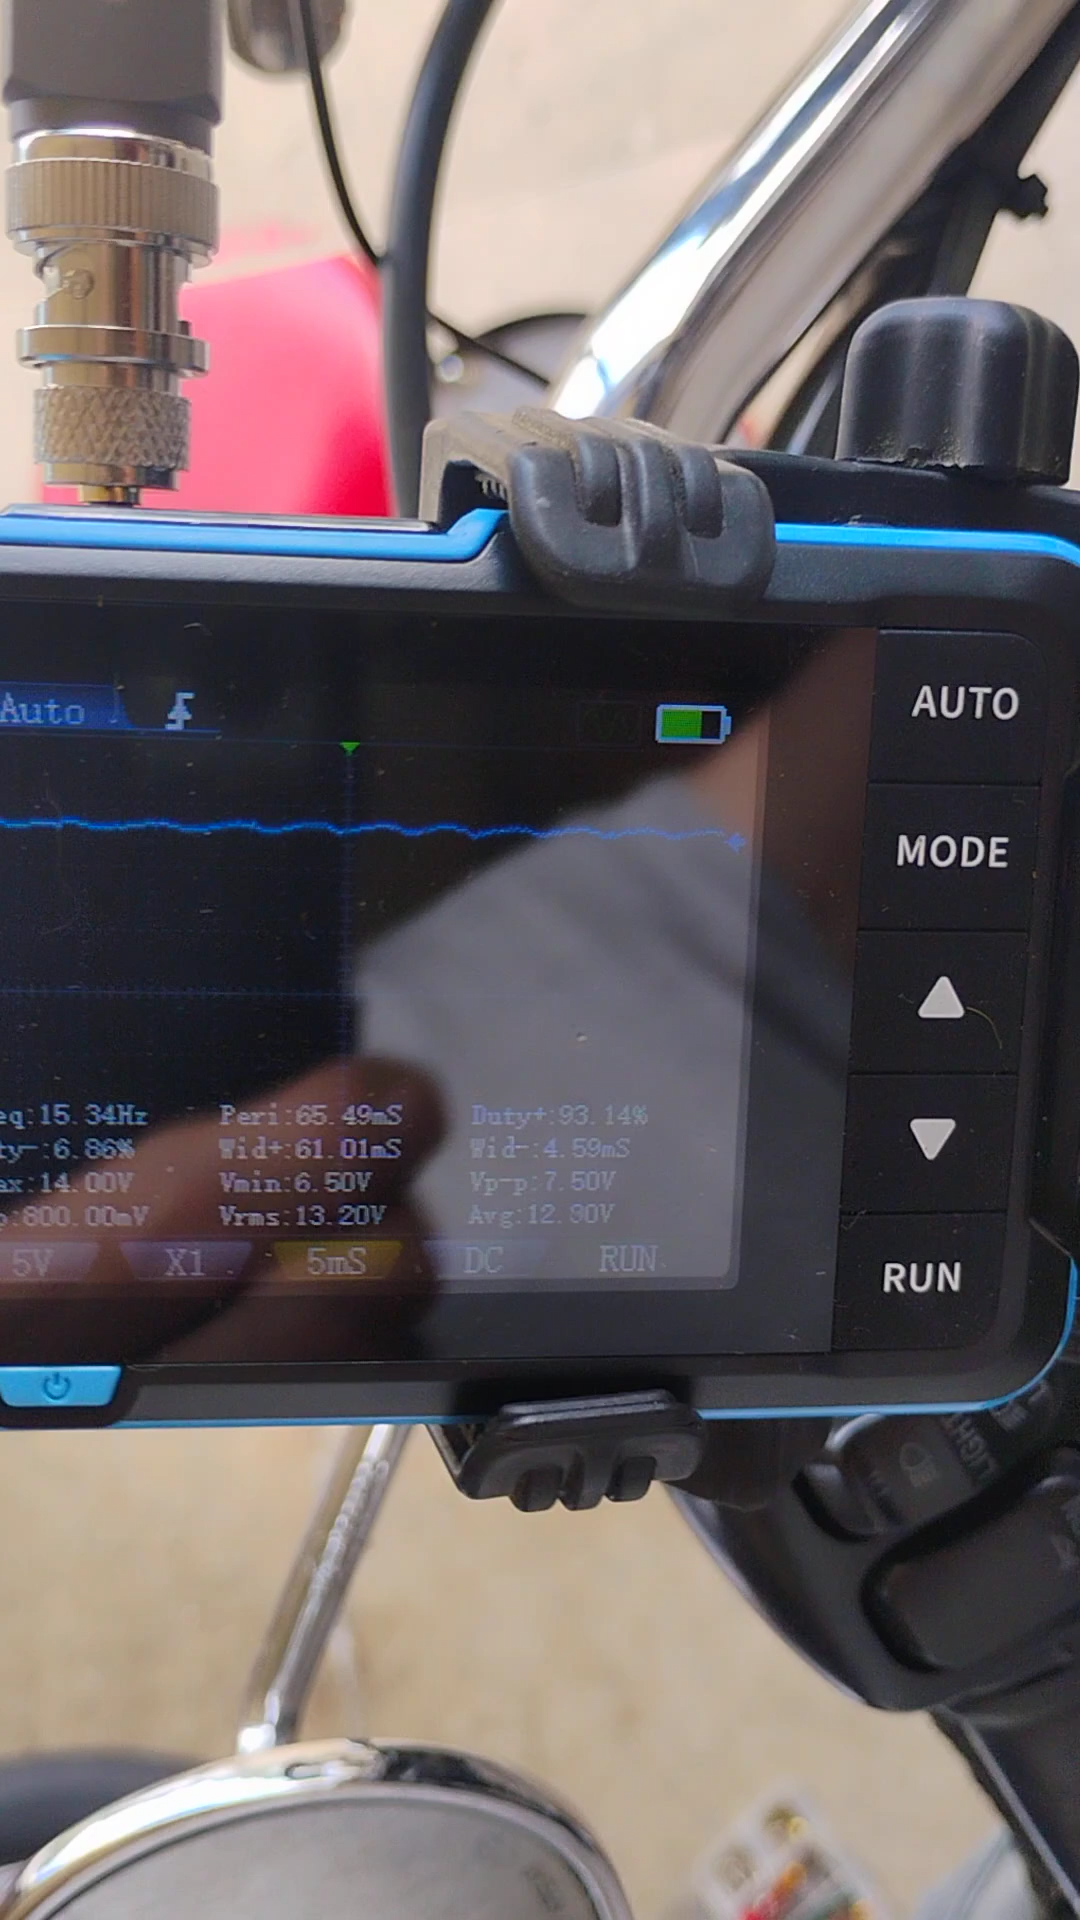 Auto
AUTO
MODE
eq:15.34Hz Peri:65.49mS Duty+:93.14%
ty-:6.86% Wid+:61.01mS Wid-:4.59mS
ax:14.00V Vmin:6.50V Vp-p:7.50V
p:800.00mV Vrms:13.20V Avg:12.90V
5V X1 5mS DC RUN
RUN
LIGHT